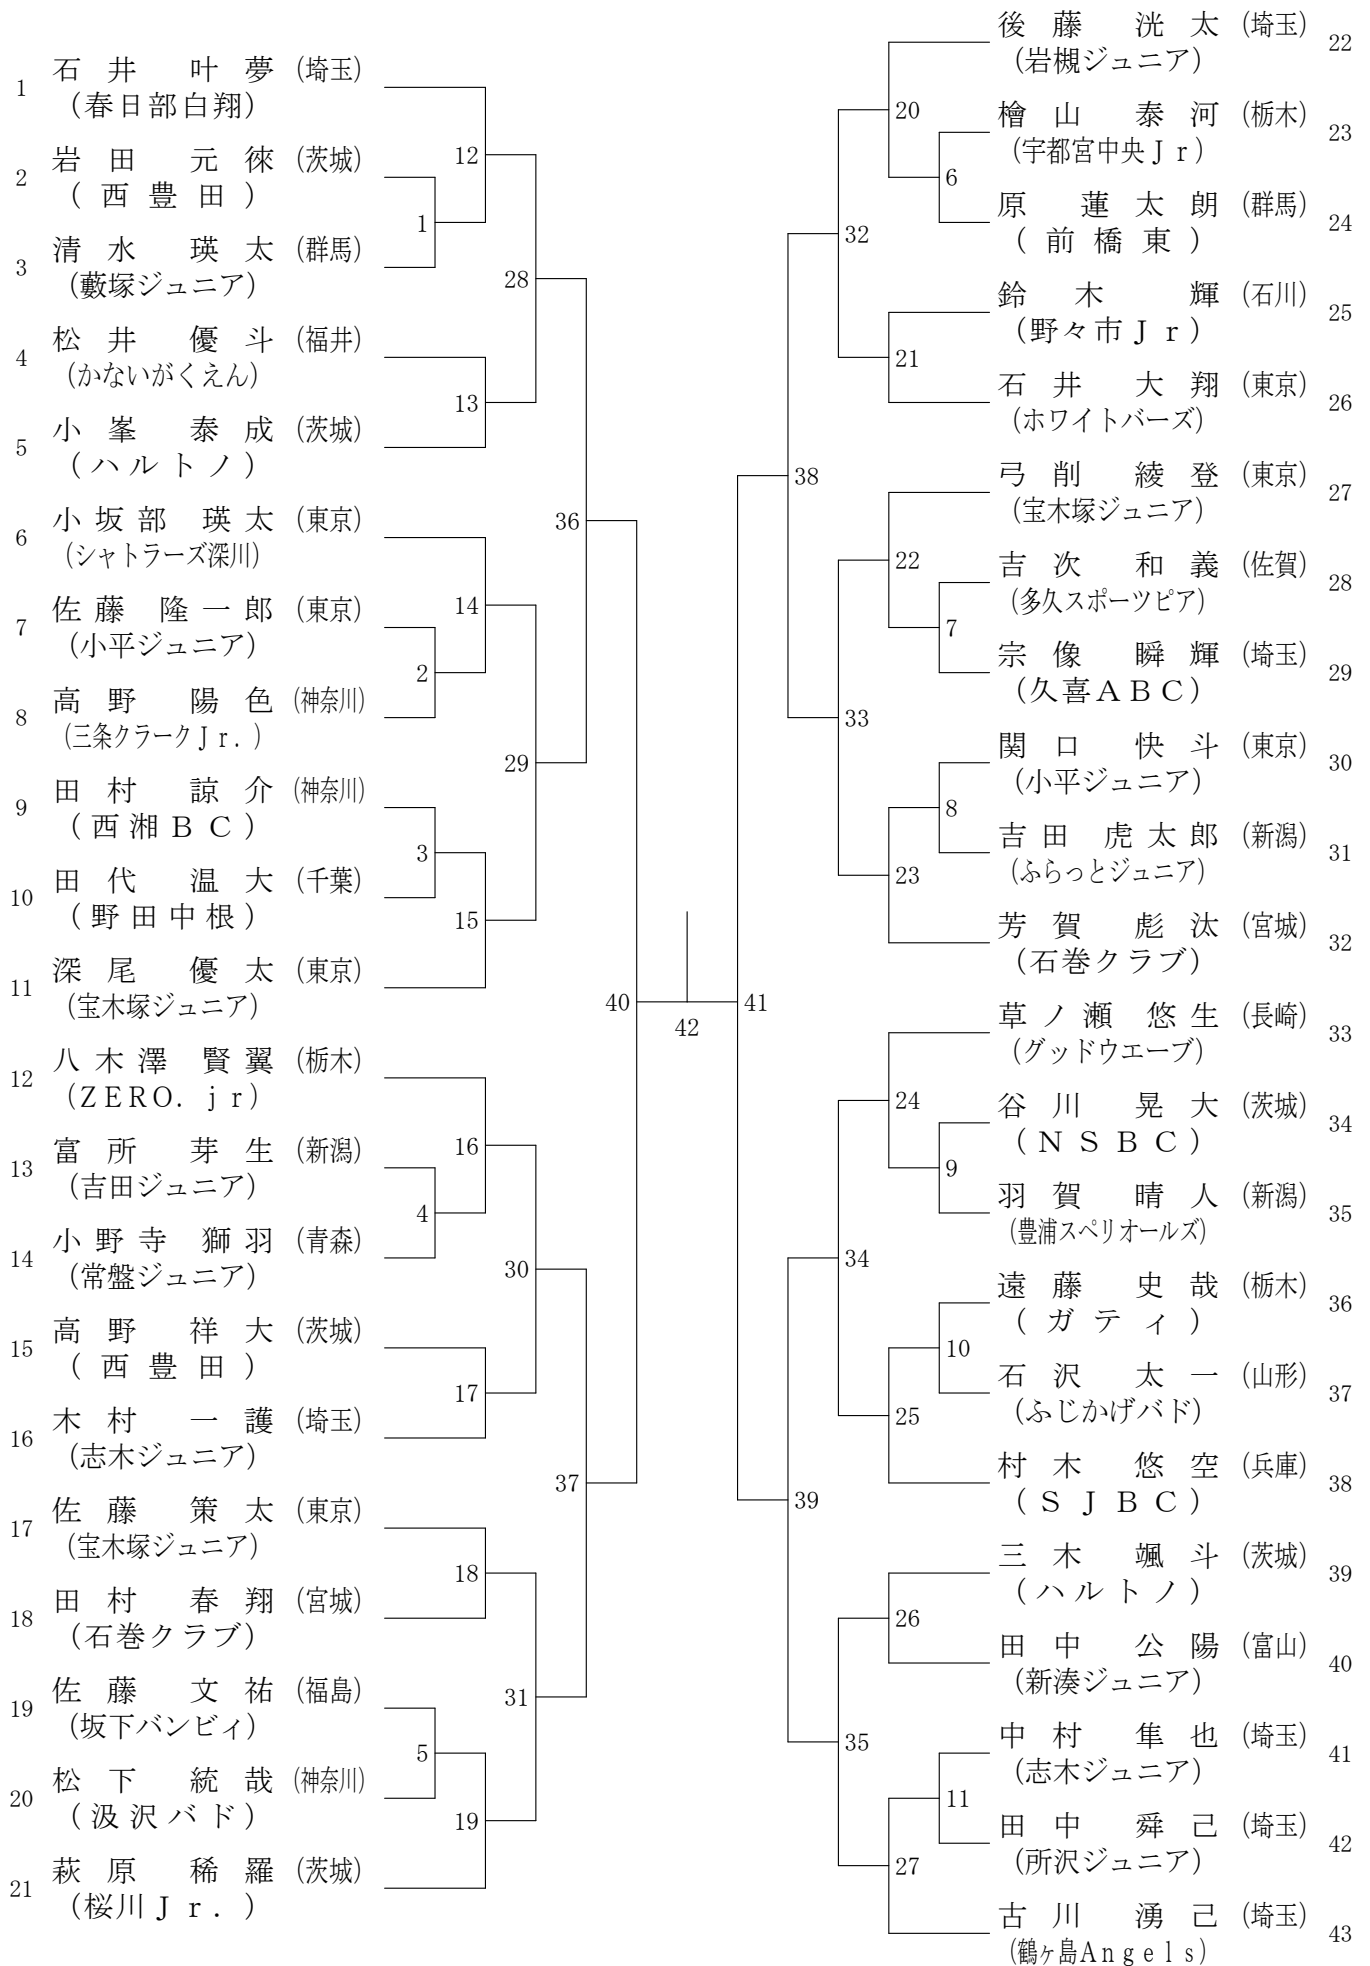 1 石井 叶夢 (埼玉)
(春日部白翔)
2 岩田 元徠 (茨城)
(西豊田)
3 清水 瑛太 (群馬)
(藪塚ジュニア)
4 松井 優斗 (福井)
(かないがくえん)
5 小峯 泰成 (茨城)
(ハルトノ)
6 小坂部 瑛太 (東京)
(シャトラーズ深川)
7 佐藤 隆一郎 (東京)
(小平ジュニア)
8 高野 陽色 (神奈川)
(三条クラークJr.)
9 田村 諒介 (神奈川)
(西湘BC)
10 田代 温大 (千葉)
(野田中根)
11 深尾 優太 (東京)
(宝木塚ジュニア)
12 八木澤 賢翼 (栃木)
(ZERO.jr)
13 富所 芽生 (新潟)
(吉田ジュニア)
14 小野寺 獅羽 (青森)
(常盤ジュニア)
15 高野 祥大 (茨城)
(西豊田)
16 木村 一護 (埼玉)
(志木ジュニア)
17 佐藤 策太 (東京)
(宝木塚ジュニア)
18 田村 春翔 (宮城)
(石巻クラブ)
19 佐藤 文祐 (福島)
(坂下バンビィ)
20 松下 統哉 (神奈川)
(汲沢バド)
21 萩原 稀羅 (茨城)
(桜川Jr.)
1
2
3
4
5
12
13
14
15
16
17
18
19
28
29
30
31
36
37
40
42
41
38
39
32
33
34
35
20
21
22
23
24
25
26
27
6
7
8
9
10
11
後藤 洸太 (埼玉) 22
(岩槻ジュニア)
檜山 泰河 (栃木) 23
(宇都宮中央Jr)
原 蓮太朗 (群馬) 24
(前橋東)
鈴木 輝 (石川) 25
(野々市Jr)
石井 大翔 (東京) 26
(ホワイトバーズ)
弓削 綾登 (東京) 27
(宝木塚ジュニア)
吉次 和義 (佐賀) 28
(多久スポーツピア)
宗像 瞬輝 (埼玉) 29
(久喜ABC)
関口 快斗 (東京) 30
(小平ジュニア)
吉田 虎太郎 (新潟) 31
(ふらっとジュニア)
芳賀 彪汰 (宮城) 32
(石巻クラブ)
草ノ瀬 悠生 (長崎) 33
(グッドウエーブ)
谷川 晃大 (茨城) 34
(NSBC)
羽賀 晴人 (新潟) 35
(豊浦スペリオールズ)
遠藤 史哉 (栃木) 36
(ガティ)
石沢 太一 (山形) 37
(ふじかげバド)
村木 悠空 (兵庫) 38
(SJBC)
三木 颯斗 (茨城) 39
(ハルトノ)
田中 公陽 (富山) 40
(新湊ジュニア)
中村 隼也 (埼玉) 41
(志木ジュニア)
田中 舜己 (埼玉) 42
(所沢ジュニア)
古川 湧己 (埼玉) 43
(鶴ヶ島Angels)